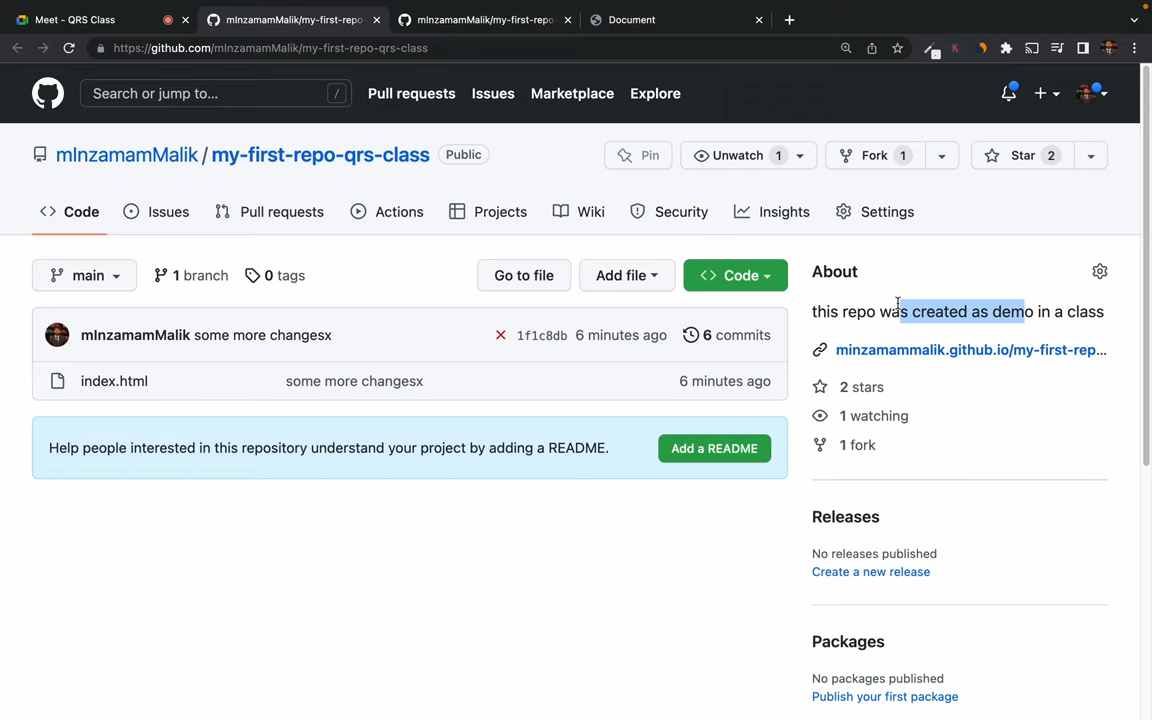 Meet - QRS Class
mInzamamMalik/my-first-repo
mInzamamMalik/my-first-repo
Document
https://github.com/mInzamamMalik/my-first-repo-qrs-class
Search or jump to... /
Pull requests Issues Marketplace Explore
mInzamamMalik / my-first-repo-qrs-class Public
Pin Unwatch 1 Fork 1 Star 2
Code Issues Pull requests Actions Projects Wiki Security Insights Settings
main 1 branch 0 tags Go to file Add file Code
mInzamamMalik some more changesx 1f1c8db 6 minutes ago 6 commits
index.html some more changesx 6 minutes ago
Help people interested in this repository understand your project by adding a README. Add a README
About
this repo was created as demo in a class
minzamammalik.github.io/my-first-rep...
2 stars
1 watching
1 fork
Releases
No releases published
Create a new release
Packages
No packages published
Publish your first package